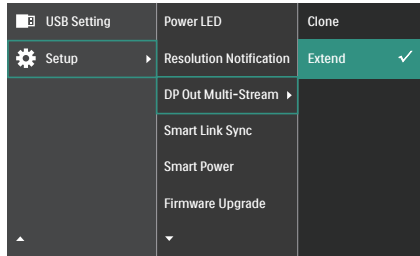 USB Setting
Setup
Power LED
Resolution Notification
DP Out Multi-Stream
Smart Link Sync
Smart Power
Firmware Upgrade
Clone
Extend